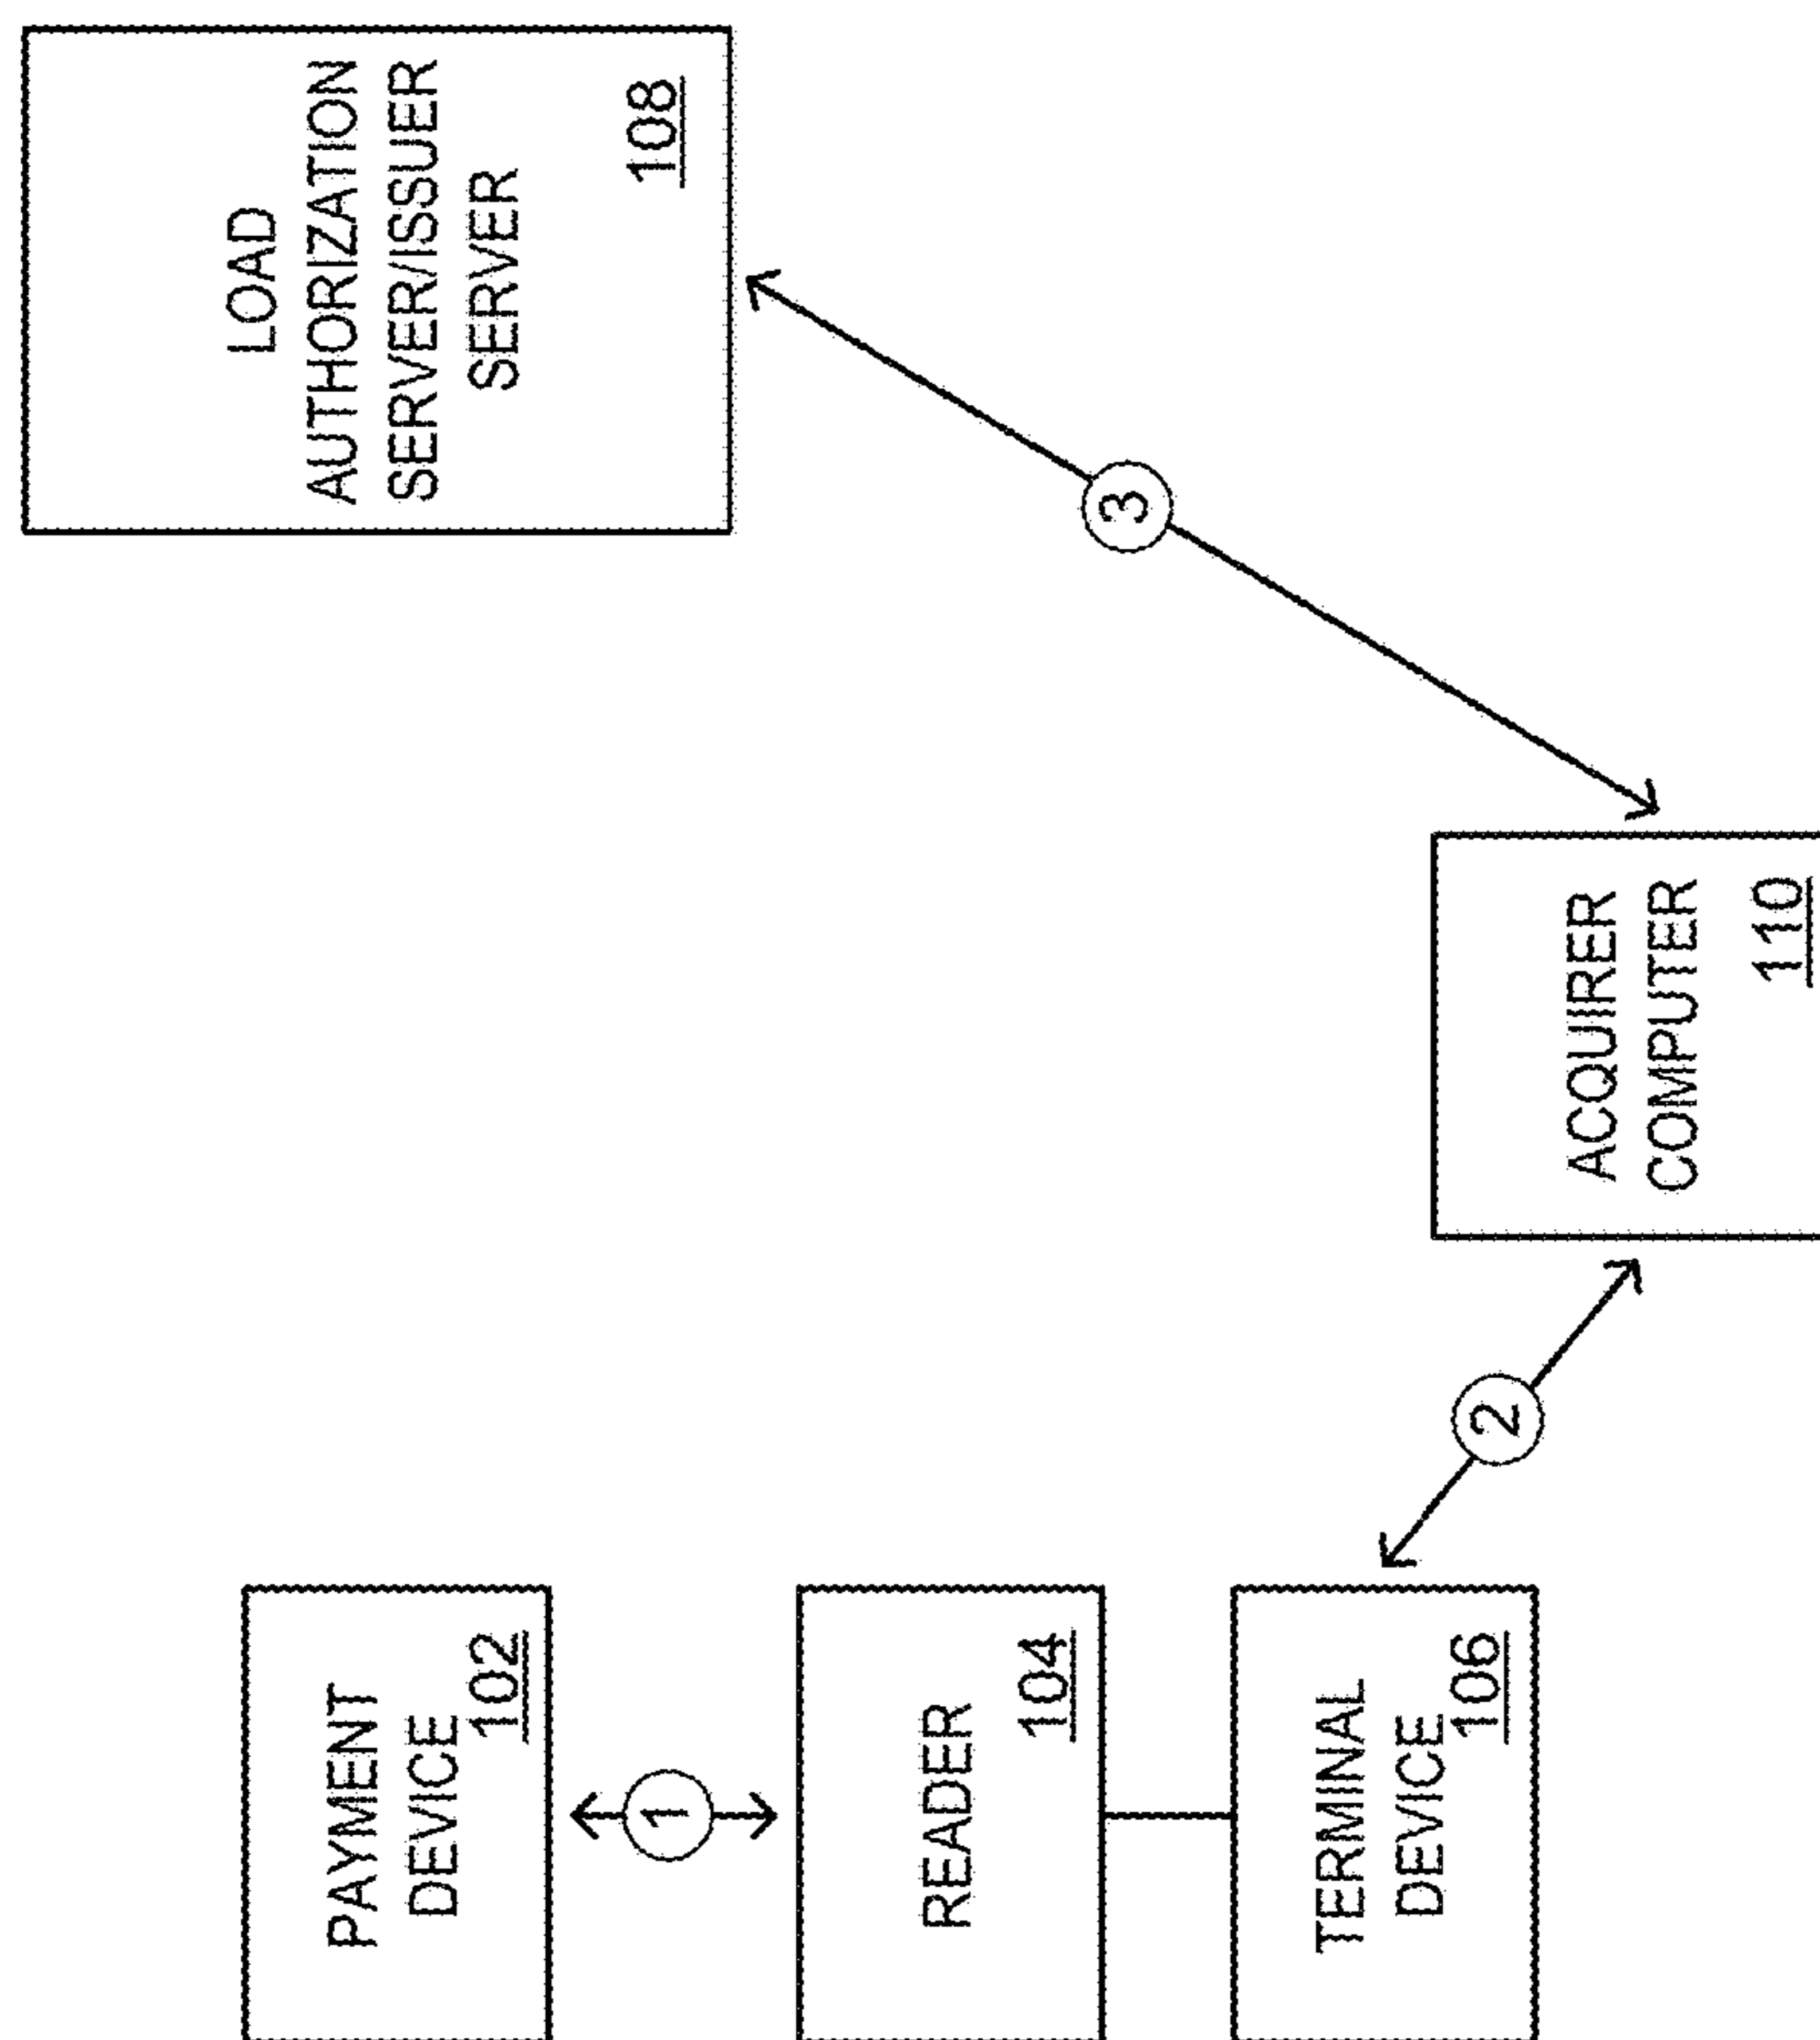 LOAD
AUTHORIZATION
SERVER/ISSUER
SERVER
108
3
ACQUIRER
COMPUTER
110
2
PAYMENT
DEVICE
102
1
READER
104
TERMINAL
DEVICE
106